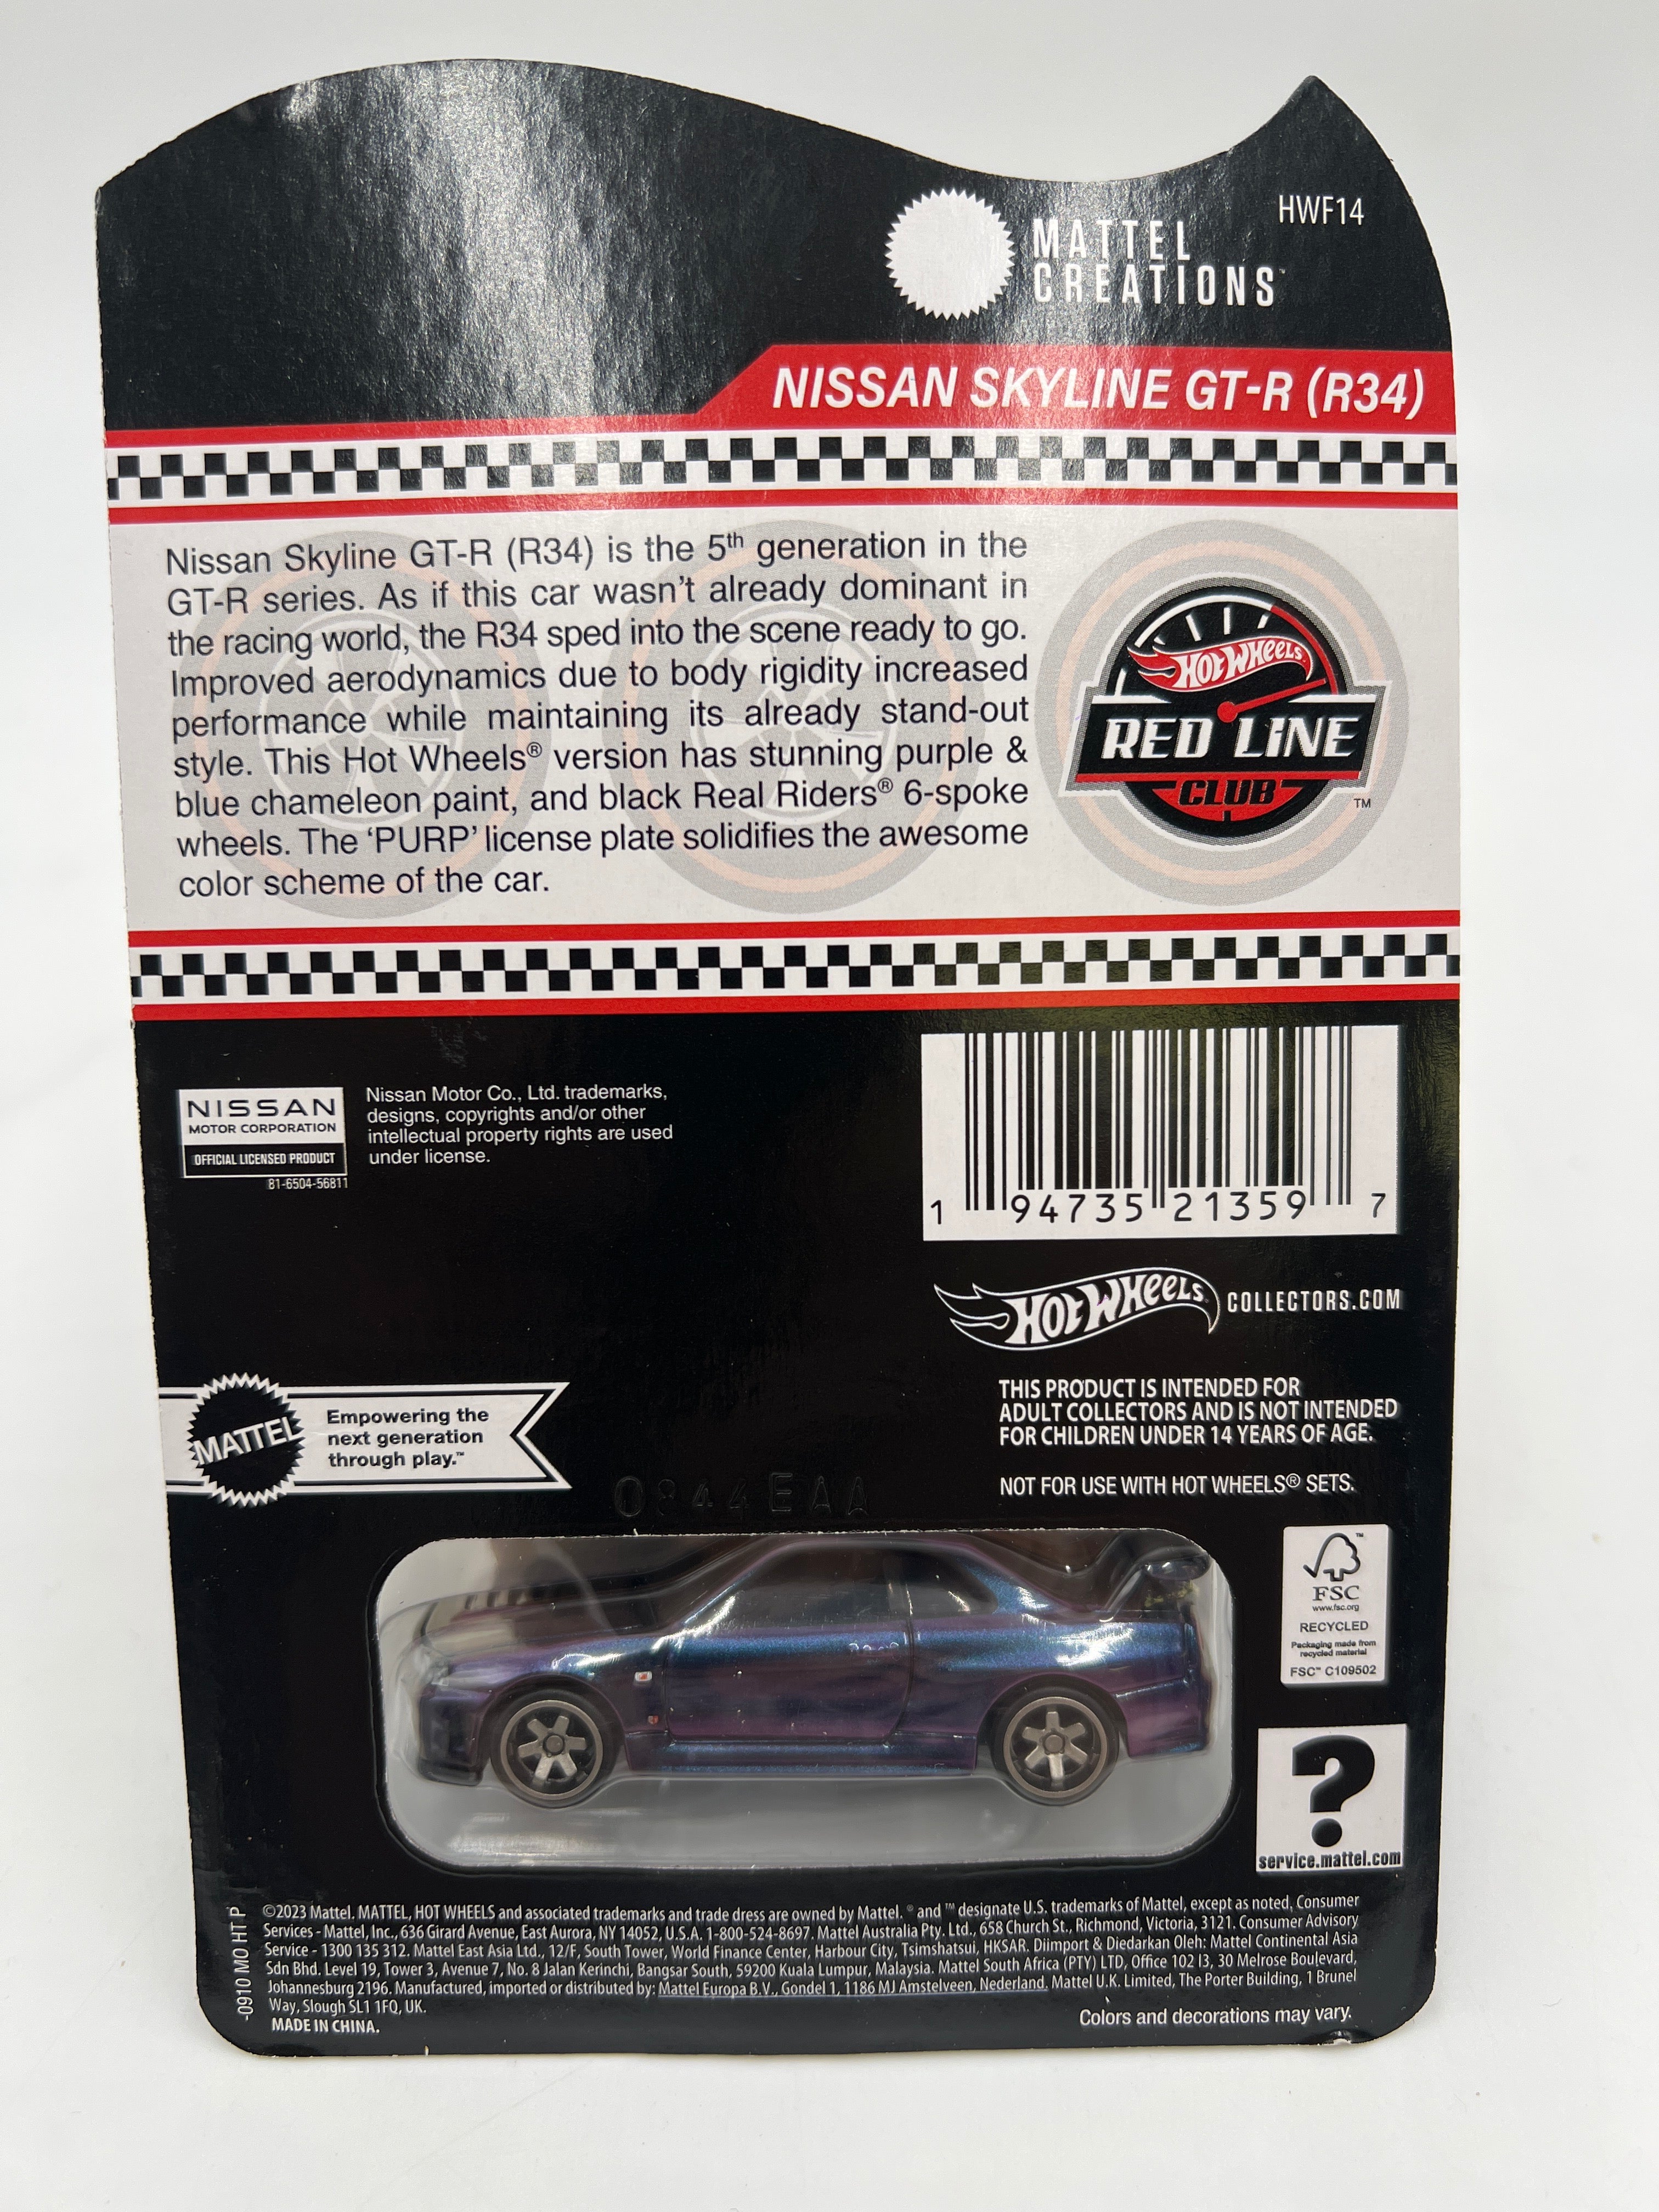 HWF14
MATTEL
CREATIONS™
NISSAN SKYLINE GT-R (R34)
Nissan Skyline GT-R (R34) is the 5th generation in the
GT-R series. As if this car wasn't already dominant in
the racing world, the R34 sped into the scene ready to go.
Improved aerodynamics due to body rigidity increased
performance while maintaining its already stand-out
style. This Hot Wheels® version has stunning purple &
blue chameleon paint, and black Real Riders® 6-spoke
wheels. The 'PURP' license plate solidifies the awesome
color scheme of the car.
HOT WHEELS
RED LINE
CLUB
TM
NISSAN
MOTOR CORPORATION
OFFICIAL LICENSED PRODUCT
81-6504-56811
Nissan Motor Co., Ltd. trademarks,
designs, copyrights and/or other
intellectual property rights are used
under license.
1 94735 21359 7
HOT WHEELS COLLECTORS.COM
MATTEL
Empowering the
next generation
through play.™
THIS PRODUCT IS INTENDED FOR
ADULT COLLECTORS AND IS NOT INTENDED
FOR CHILDREN UNDER 14 YEARS OF AGE.
NOT FOR USE WITH HOT WHEELS® SETS.
FSC
www.fsc.org
RECYCLED
Packaging made from
recycled material
FSC™ C109502
?
service.mattel.com
-0910 MO HT P
©2023 Mattel. MATTEL, HOT WHEELS and associated trademarks and trade dress are owned by Mattel. ® and ™ designate U.S. trademarks of Mattel, except as noted, Consumer
Services - Mattel, Inc., 636 Girard Avenue, East Aurora, NY 14052, U.S.A. 1-800-524-8697. Mattel Australia Pty. Ltd., 658 Church St., Richmond, Victoria, 3121. Consumer Advisory
Service - 1300 135 312. Mattel East Asia Ltd., 12/F, South Tower, World Finance Center, Harbour City, Tsimshatsui, HKSAR. Diimport & Diedarkan Oleh: Mattel Continental Asia
Sdn Bhd. Level 19, Tower 3, Avenue 7, No. 8 Jalan Kerinchi, Bangsar South, 59200 Kuala Lumpur, Malaysia. Mattel South Africa (PTY) LTD, Office 102 I3, 30 Melrose Boulevard,
Johannesburg 2196. Manufactured, imported or distributed by: Mattel Europa B.V., Gondel 1, 1186 MJ Amstelveen, Nederland. Mattel U.K. Limited, The Porter Building, 1 Brunel
Way, Slough SL1 1FQ, UK.
MADE IN CHINA.
Colors and decorations may vary.